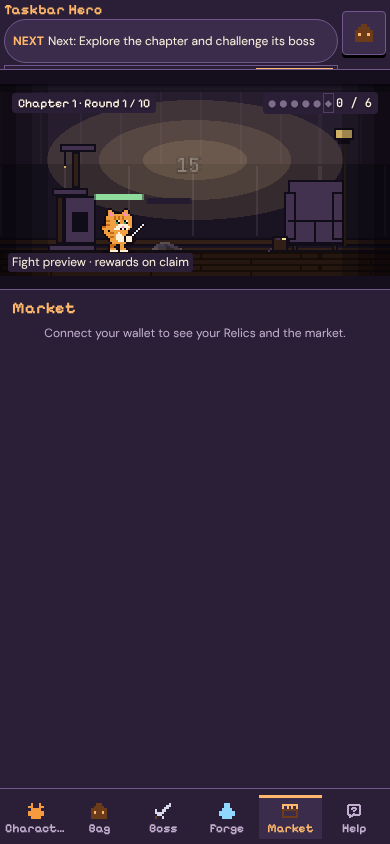 Taskbar Hero
NEXT Next: Explore the chapter and challenge its boss
Chapter 1 · Round 1 / 10
0 / 6
15
Fight preview · rewards on claim
Market
Connect your wallet to see your Relics and the market.
Charact...
Bag
Boss
Forge
Market
Help